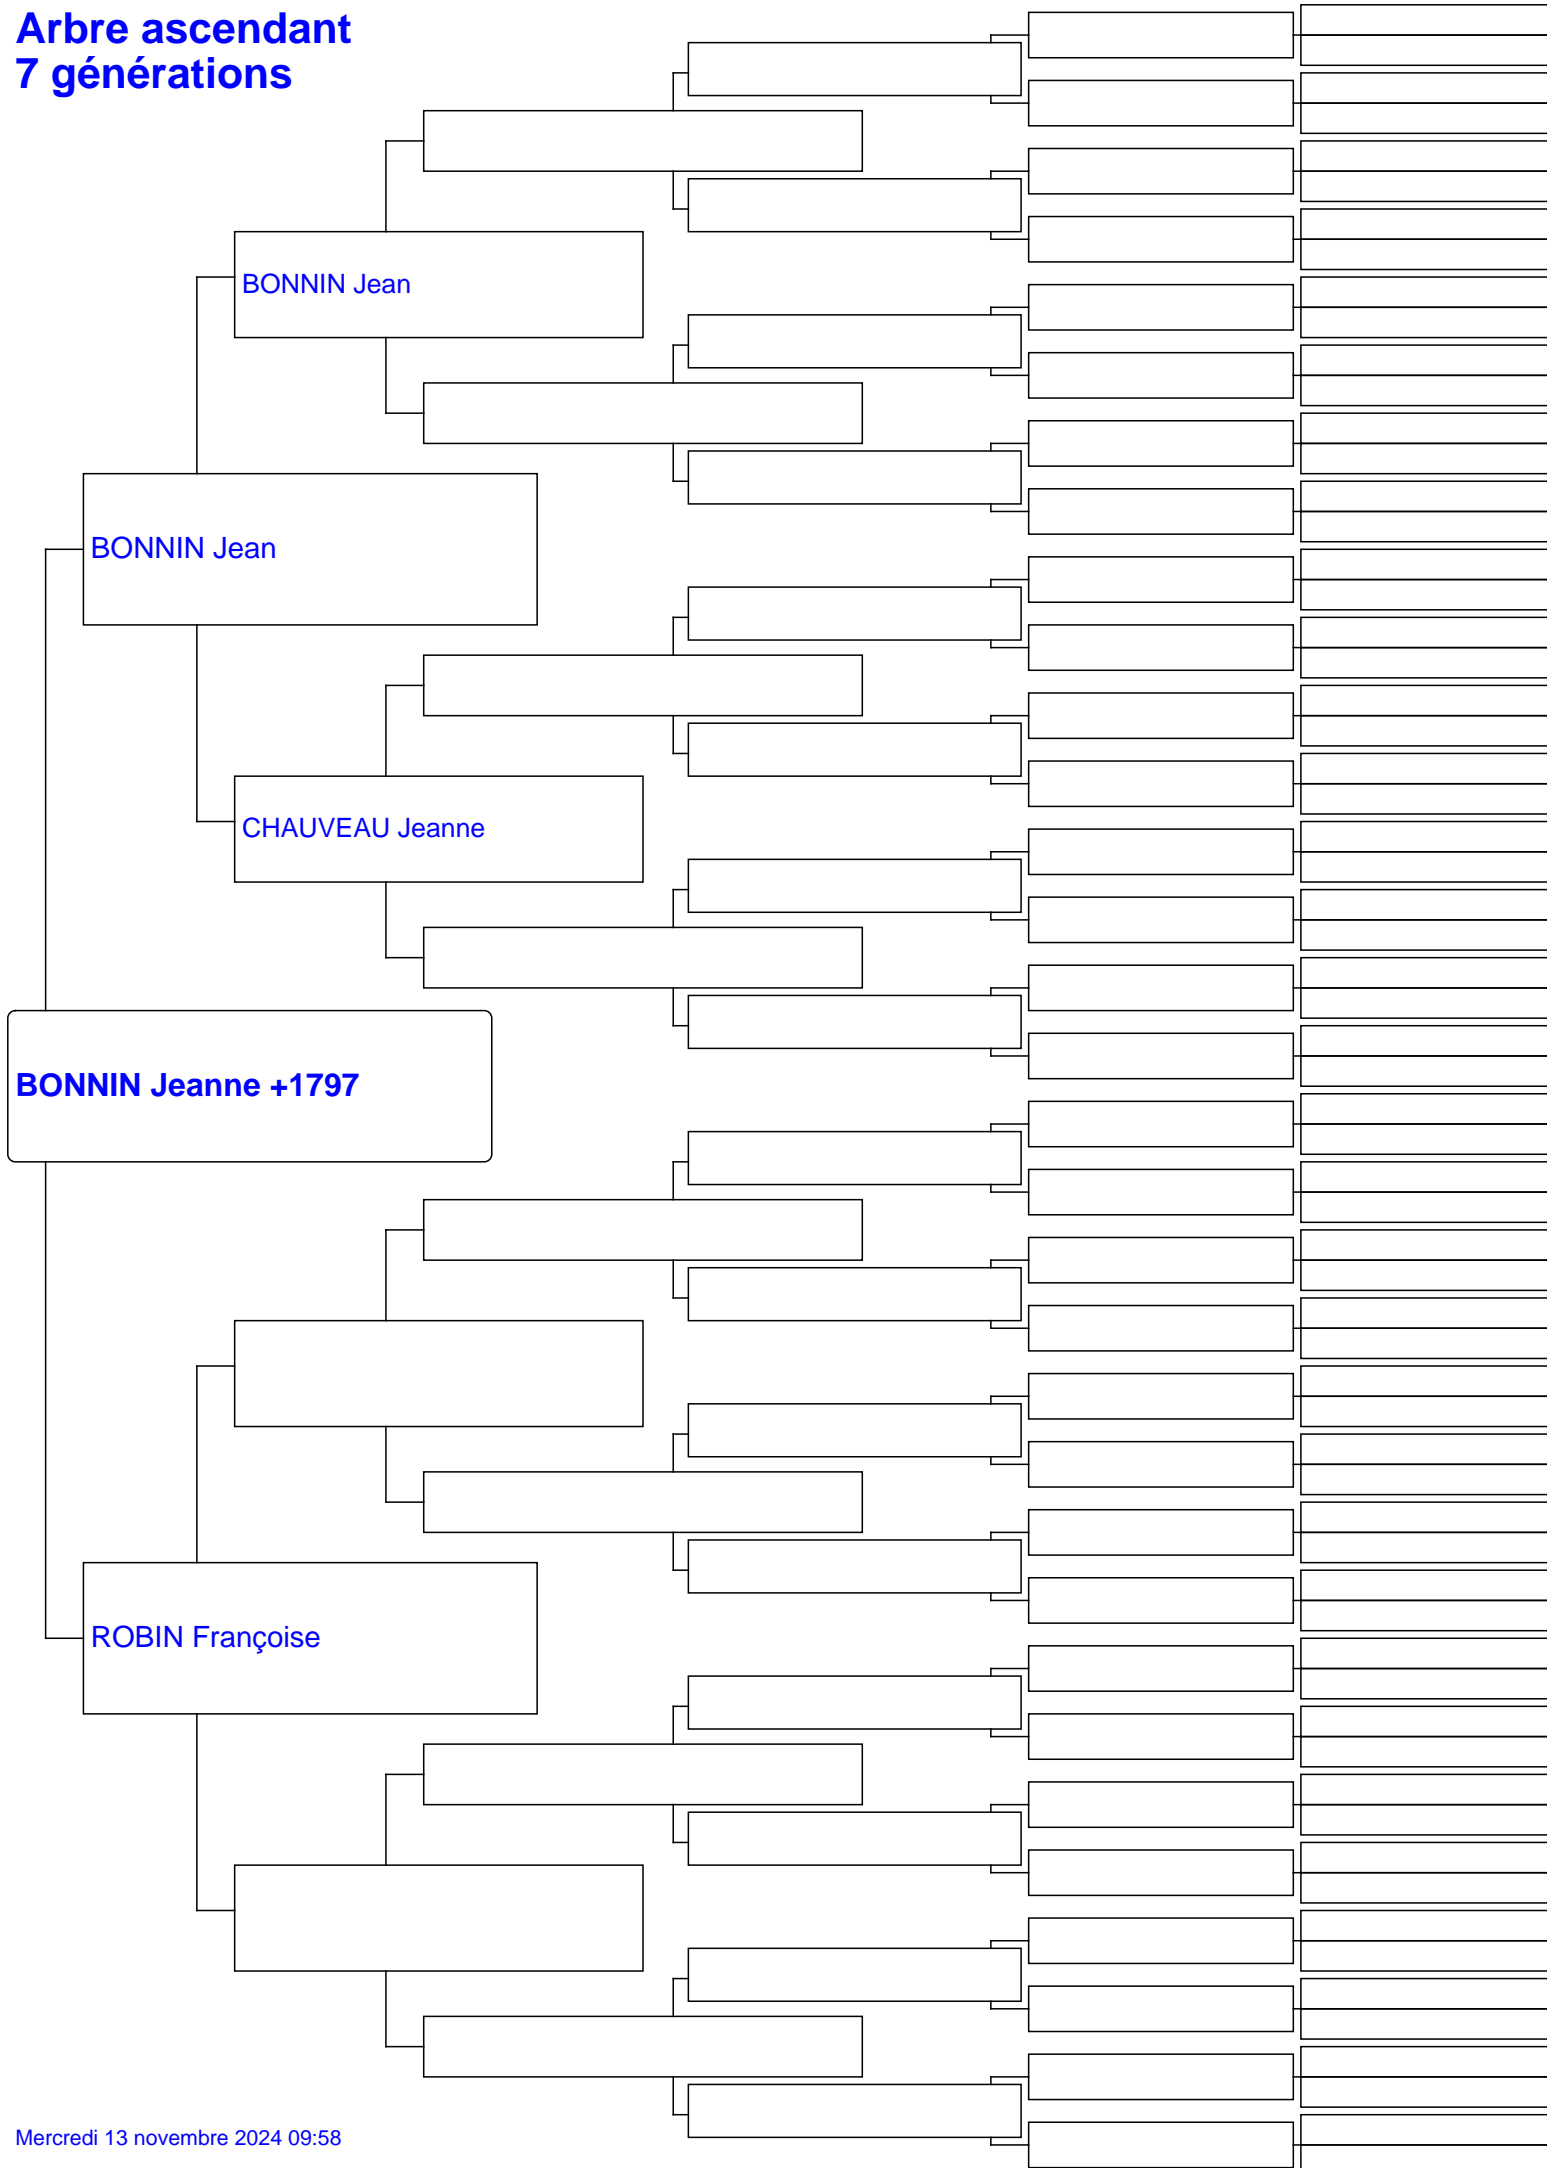 Arbre ascendant
7 générations
BONNIN Jean
BONNIN Jean
CHAUVEAU Jeanne
BONNIN Jeanne +1797
ROBIN Françoise
Mercredi 13 novembre 2024 09:58